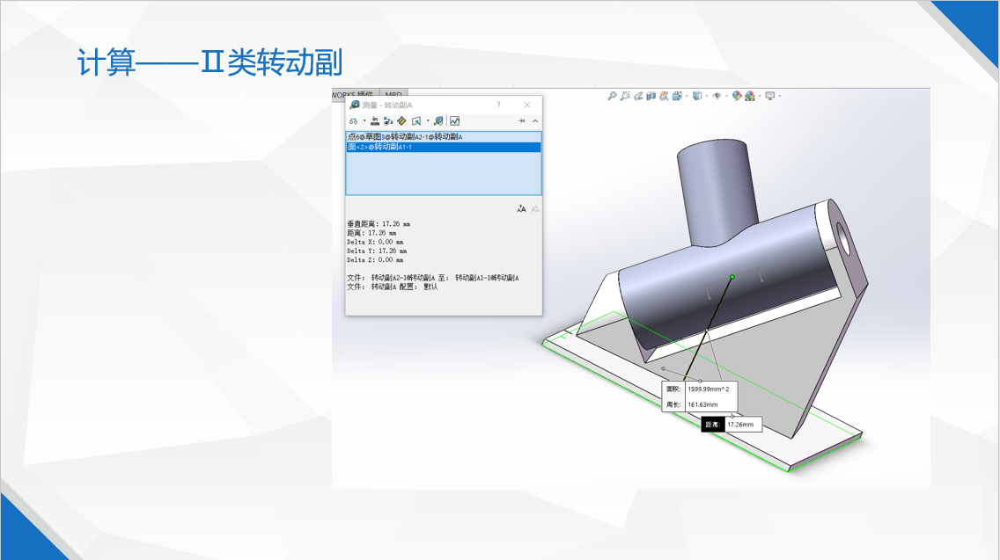 计算——Ⅱ类转动副
WORKS 插件 MBD
测量 - 转动副A
?
in
mm
点6@草图3@转动副A2-1@转动副A
面<2>@转动副A1-1
垂直距离: 17.26 mm
距离: 17.26 mm
Delta X: 0.00 mm
Delta Y: 17.26 mm
Delta Z: 0.00 mm
文件: 转动副A2-1@转动副A 至: 转动副A1-1@转动副A
文件: 转动副A 配置: 默认
面积: 1599.99mm^2
周长: 161.63mm
距离: 17.26mm